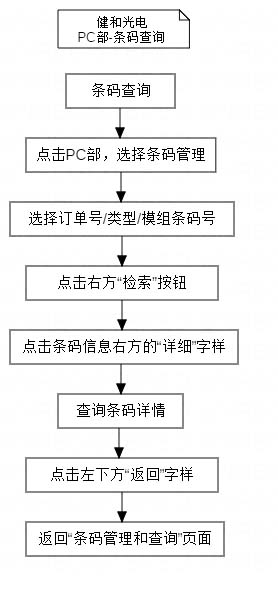 健和光电
PC部-条码查询
条码查询
点击PC部，选择条码管理
选择订单号/类型/模组条码号
点击右方“检索”按钮
点击条码信息右方的“详细”字样
查询条码详情
点击左下方“返回”字样
返回“条码管理和查询”页面